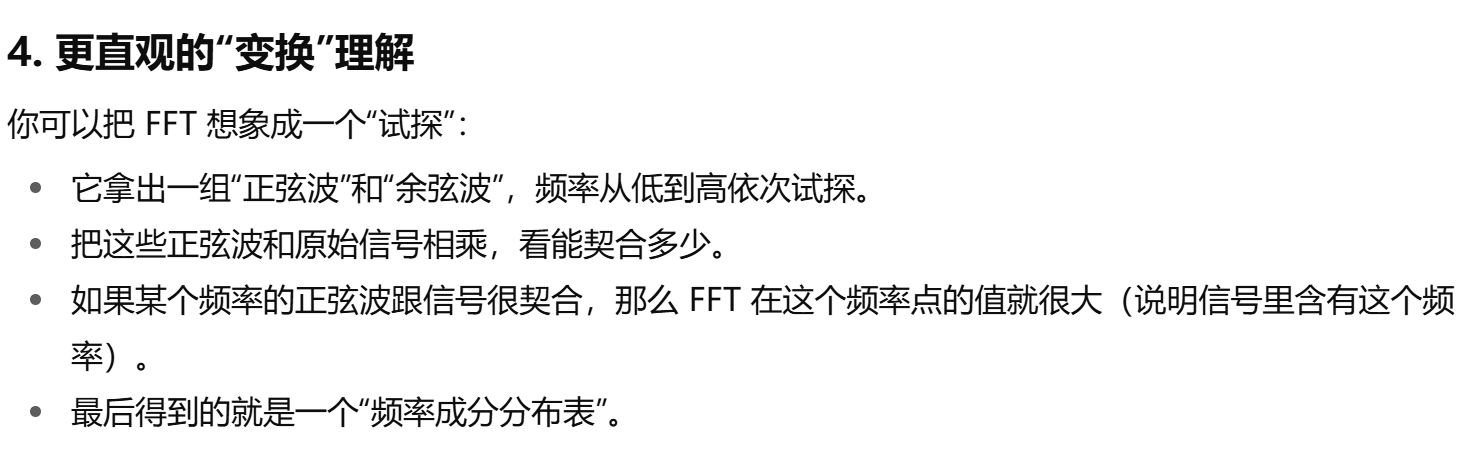 4. 更直观的“变换”理解
你可以把 FFT 想象成一个“试探”：
• 它拿出一组“正弦波”和“余弦波”，频率从低到高依次试探。
• 把这些正弦波和原始信号相乘，看能契合多少。
• 如果某个频率的正弦波跟信号很契合，那么 FFT 在这个频率点的值就很大（说明信号里含有这个频
率）。
• 最后得到的就是一个“频率成分分布表”。